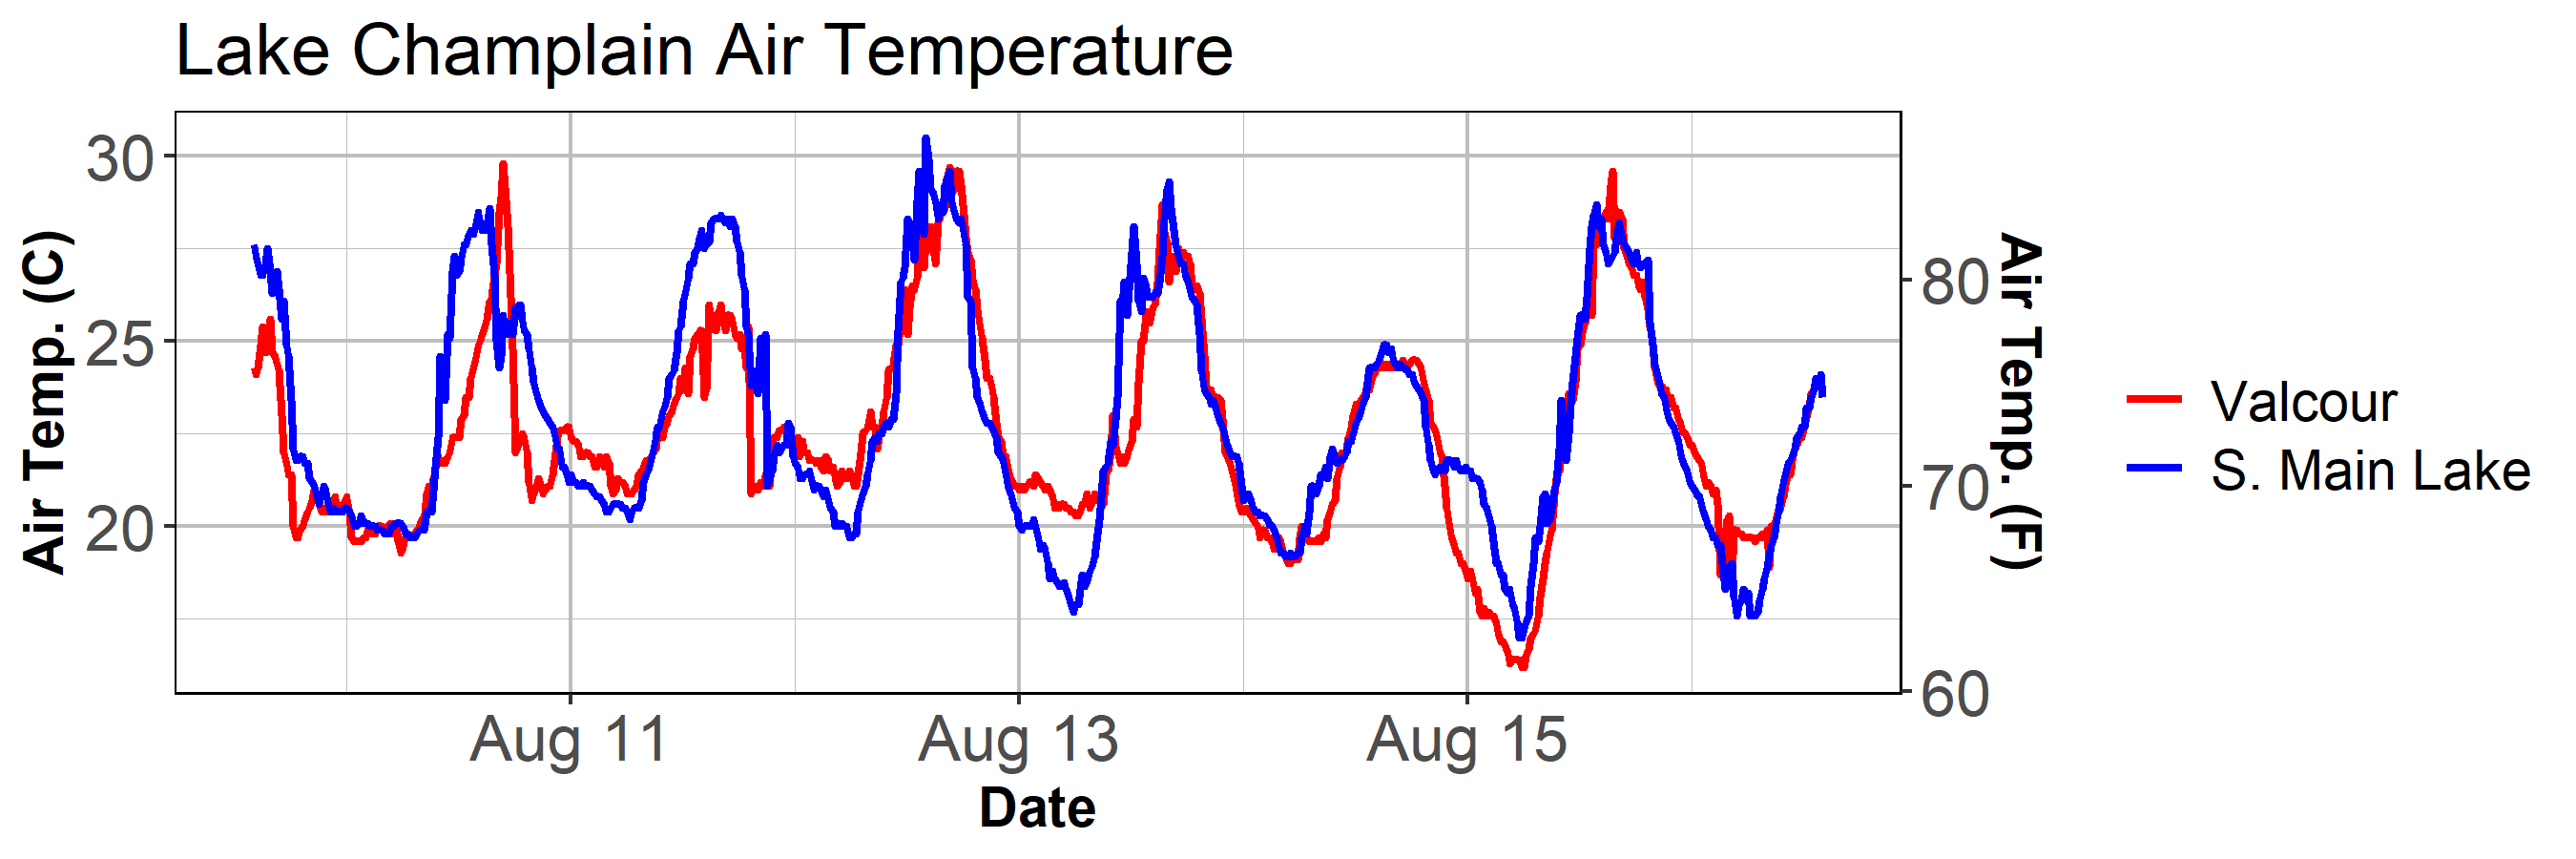 Lake Champlain Air Temperature
Air Temp. (C)
30
25
20
Aug 11
Aug 13
Aug 15
Date
80
70
60
Air Temp. (F)
Valcour
S. Main Lake